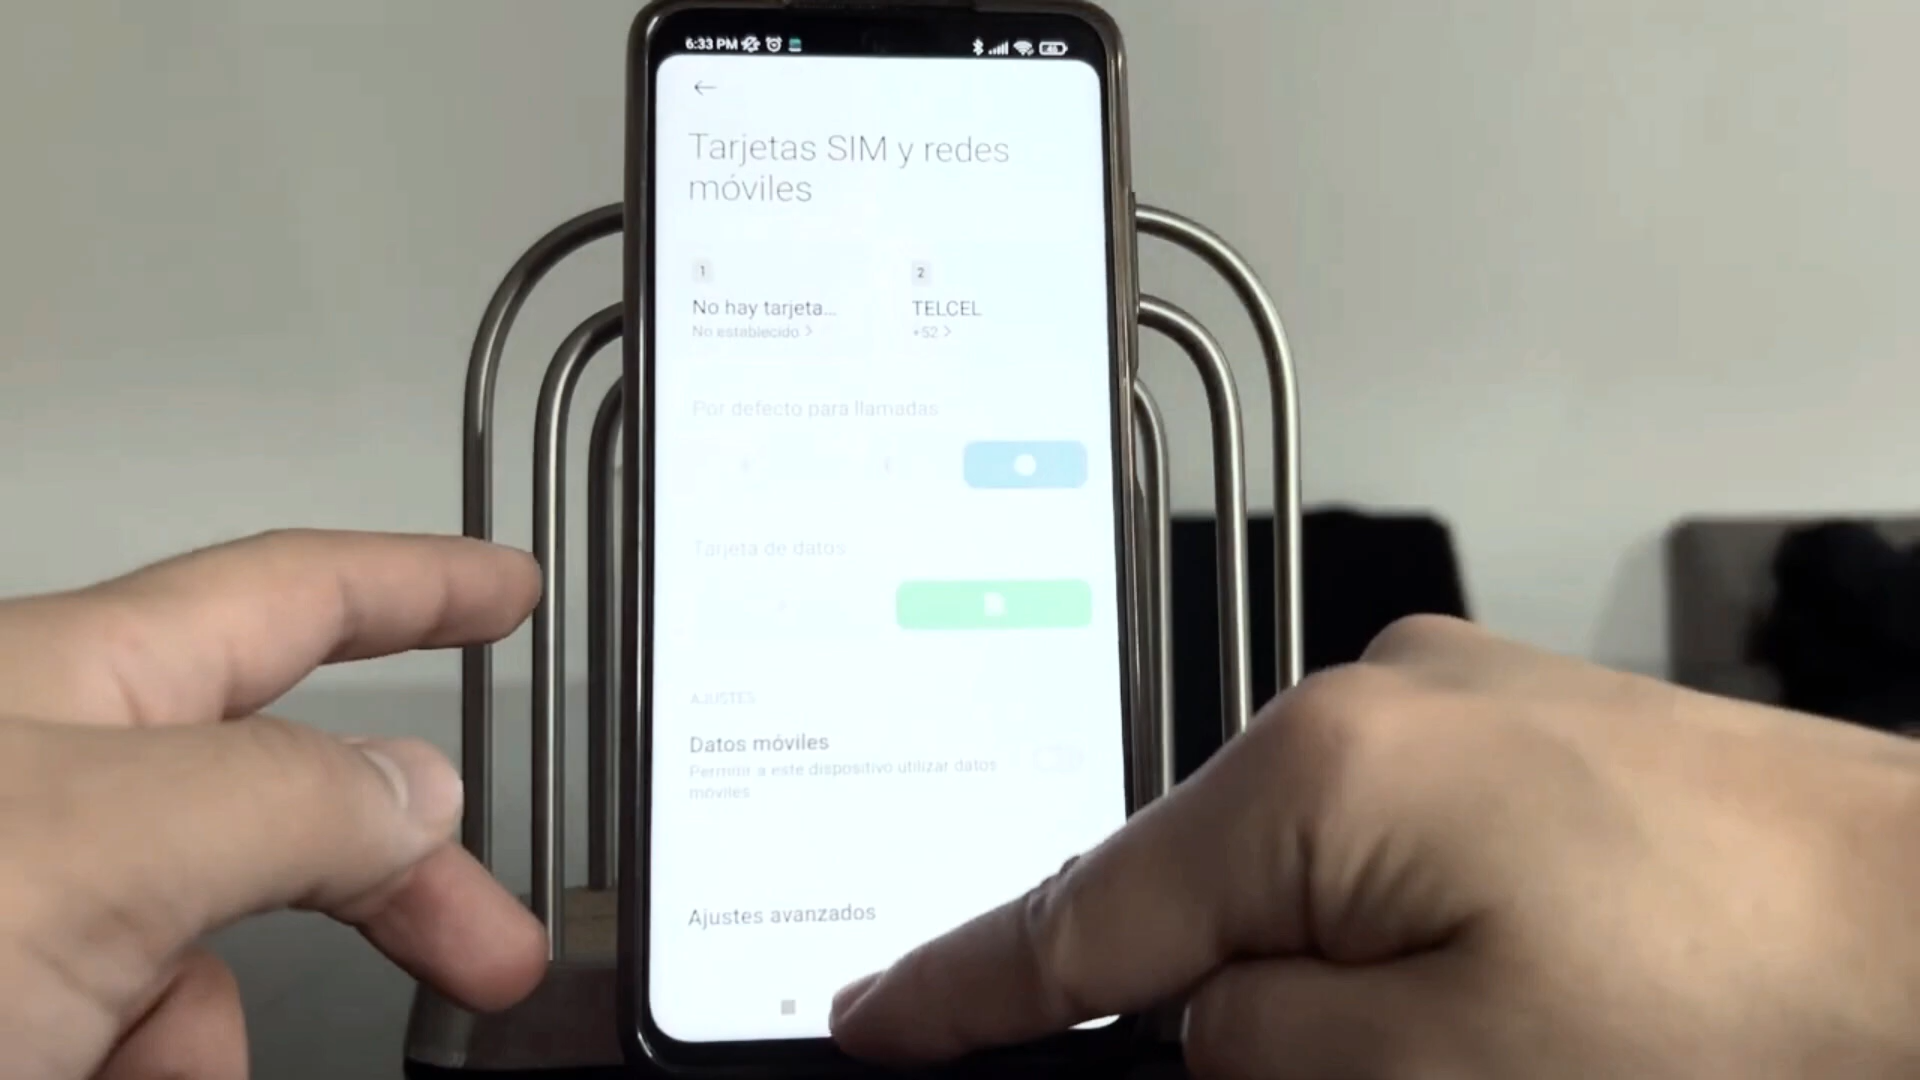 6:33 PM
Tarjetas SIM y redes
móviles
1
2
No hay tarjeta...
TELCEL
No establecido >
+52 >
Por defecto para llamadas
Tarjeta de datos
AJUSTES
Datos móviles
Permitir a este dispositivo utilizar datos
móviles
Ajustes avanzados